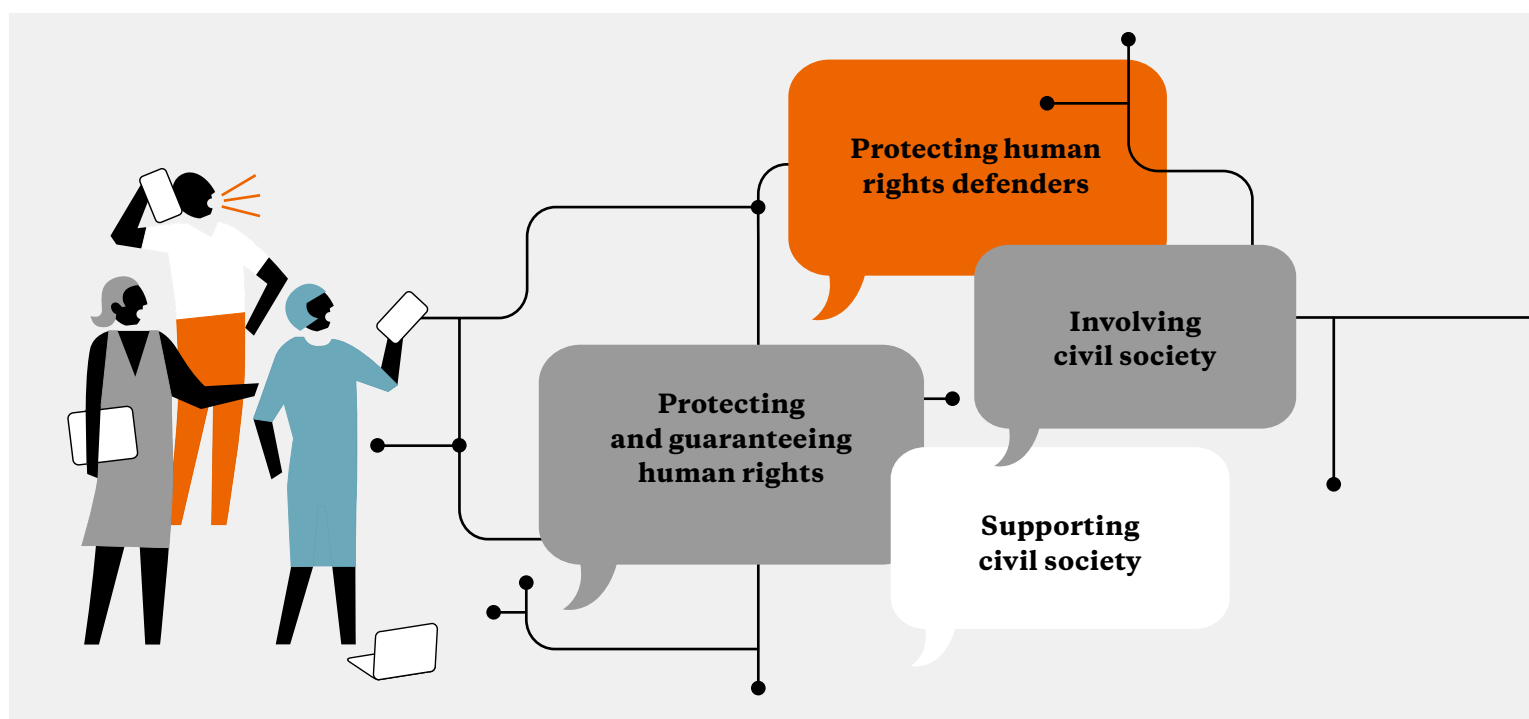 Protecting human
rights defenders
Involving
civil society
Protecting
and guaranteeing
human rights
Supporting
civil society